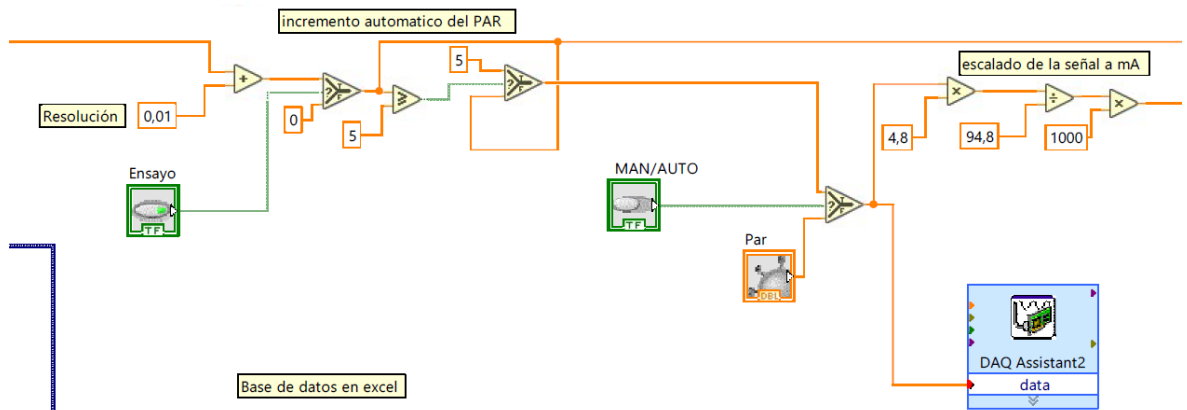 incremento automatico del PAR
Resolución
0,01
0
5
5
escalado de la señal a mA
4,8
94,8
1000
Ensayo
TF
MAN/AUTO
TF
Par
DBL
DAQ Assistant2
data
Base de datos en excel